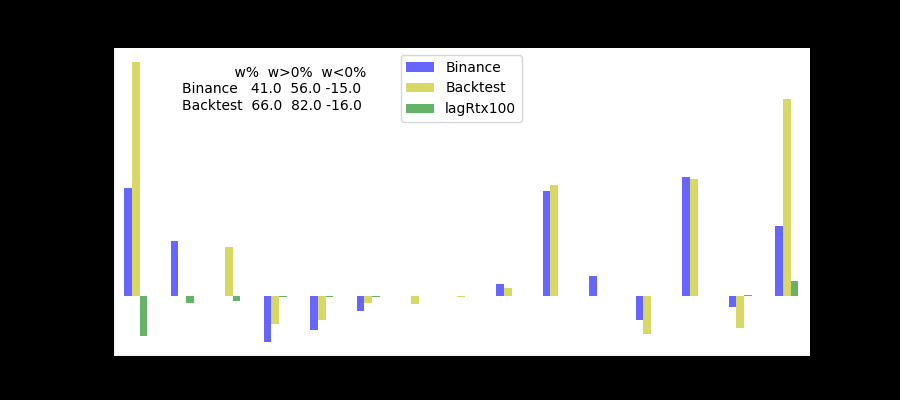 w% w>0% w<0%
Binance 41.0 56.0 -15.0
Backtest 66.0 82.0 -16.0
Binance
Backtest
lagRtx100